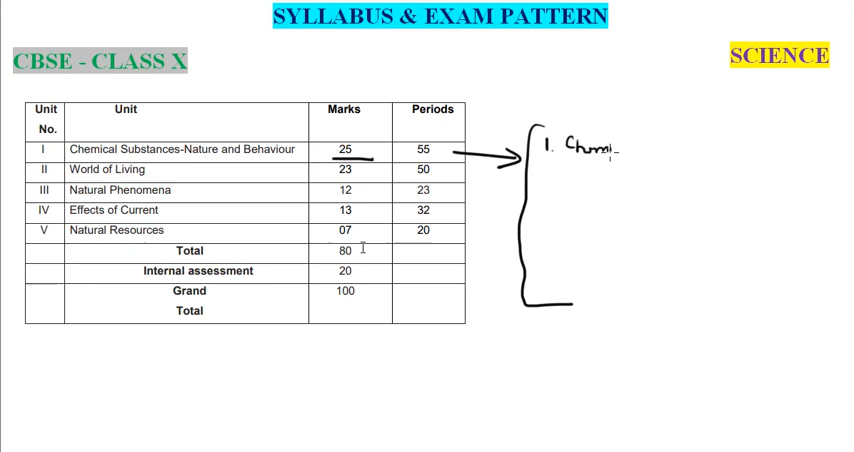 SYLLABUS & EXAM PATTERN
CBSE - CLASS X
SCIENCE
Unit No. Unit Marks Periods
I Chemical Substances-Nature and Behaviour 25 55
II World of Living 23 50
III Natural Phenomena 12 23
IV Effects of Current 13 32
V Natural Resources 07 20
Total 80
Internal assessment 20
Grand Total 100
1. Chemi